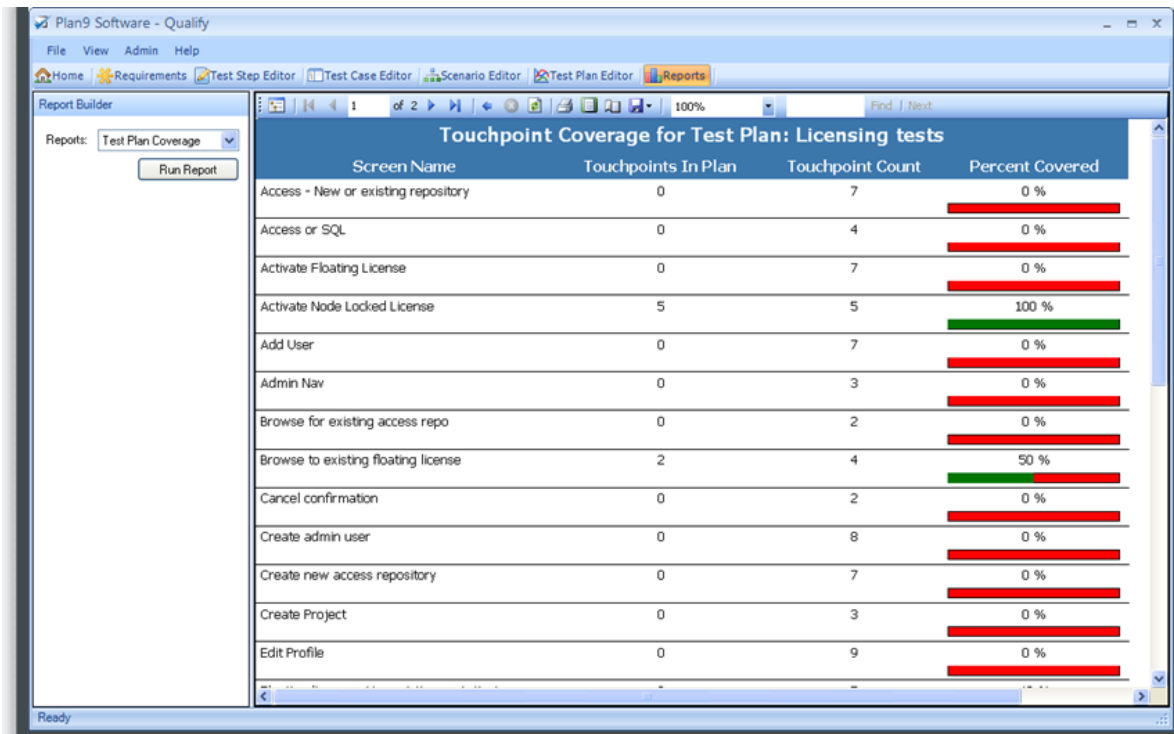 Plan9 Software - Qualify
File View Admin Help
Home Requirements Test Step Editor Test Case Editor Scenario Editor Test Plan Editor Reports
Report Builder
1 of 2 100% Find | Next
Reports: Test Plan Coverage
Run Report
Touchpoint Coverage for Test Plan: Licensing tests
Screen Name Touchpoints In Plan Touchpoint Count Percent Covered
Access - New or existing repository 0 7 0 %
Access or SQL 0 4 0 %
Activate Floating License 0 7 0 %
Activate Node Locked License 5 5 100 %
Add User 0 7 0 %
Admin Nav 0 3 0 %
Browse for existing access repo 0 2 0 %
Browse to existing floating license 2 4 50 %
Cancel confirmation 0 2 0 %
Create admin user 0 8 0 %
Create new access repository 0 7 0 %
Create Project 0 3 0 %
Edit Profile 0 9 0 %
Ready